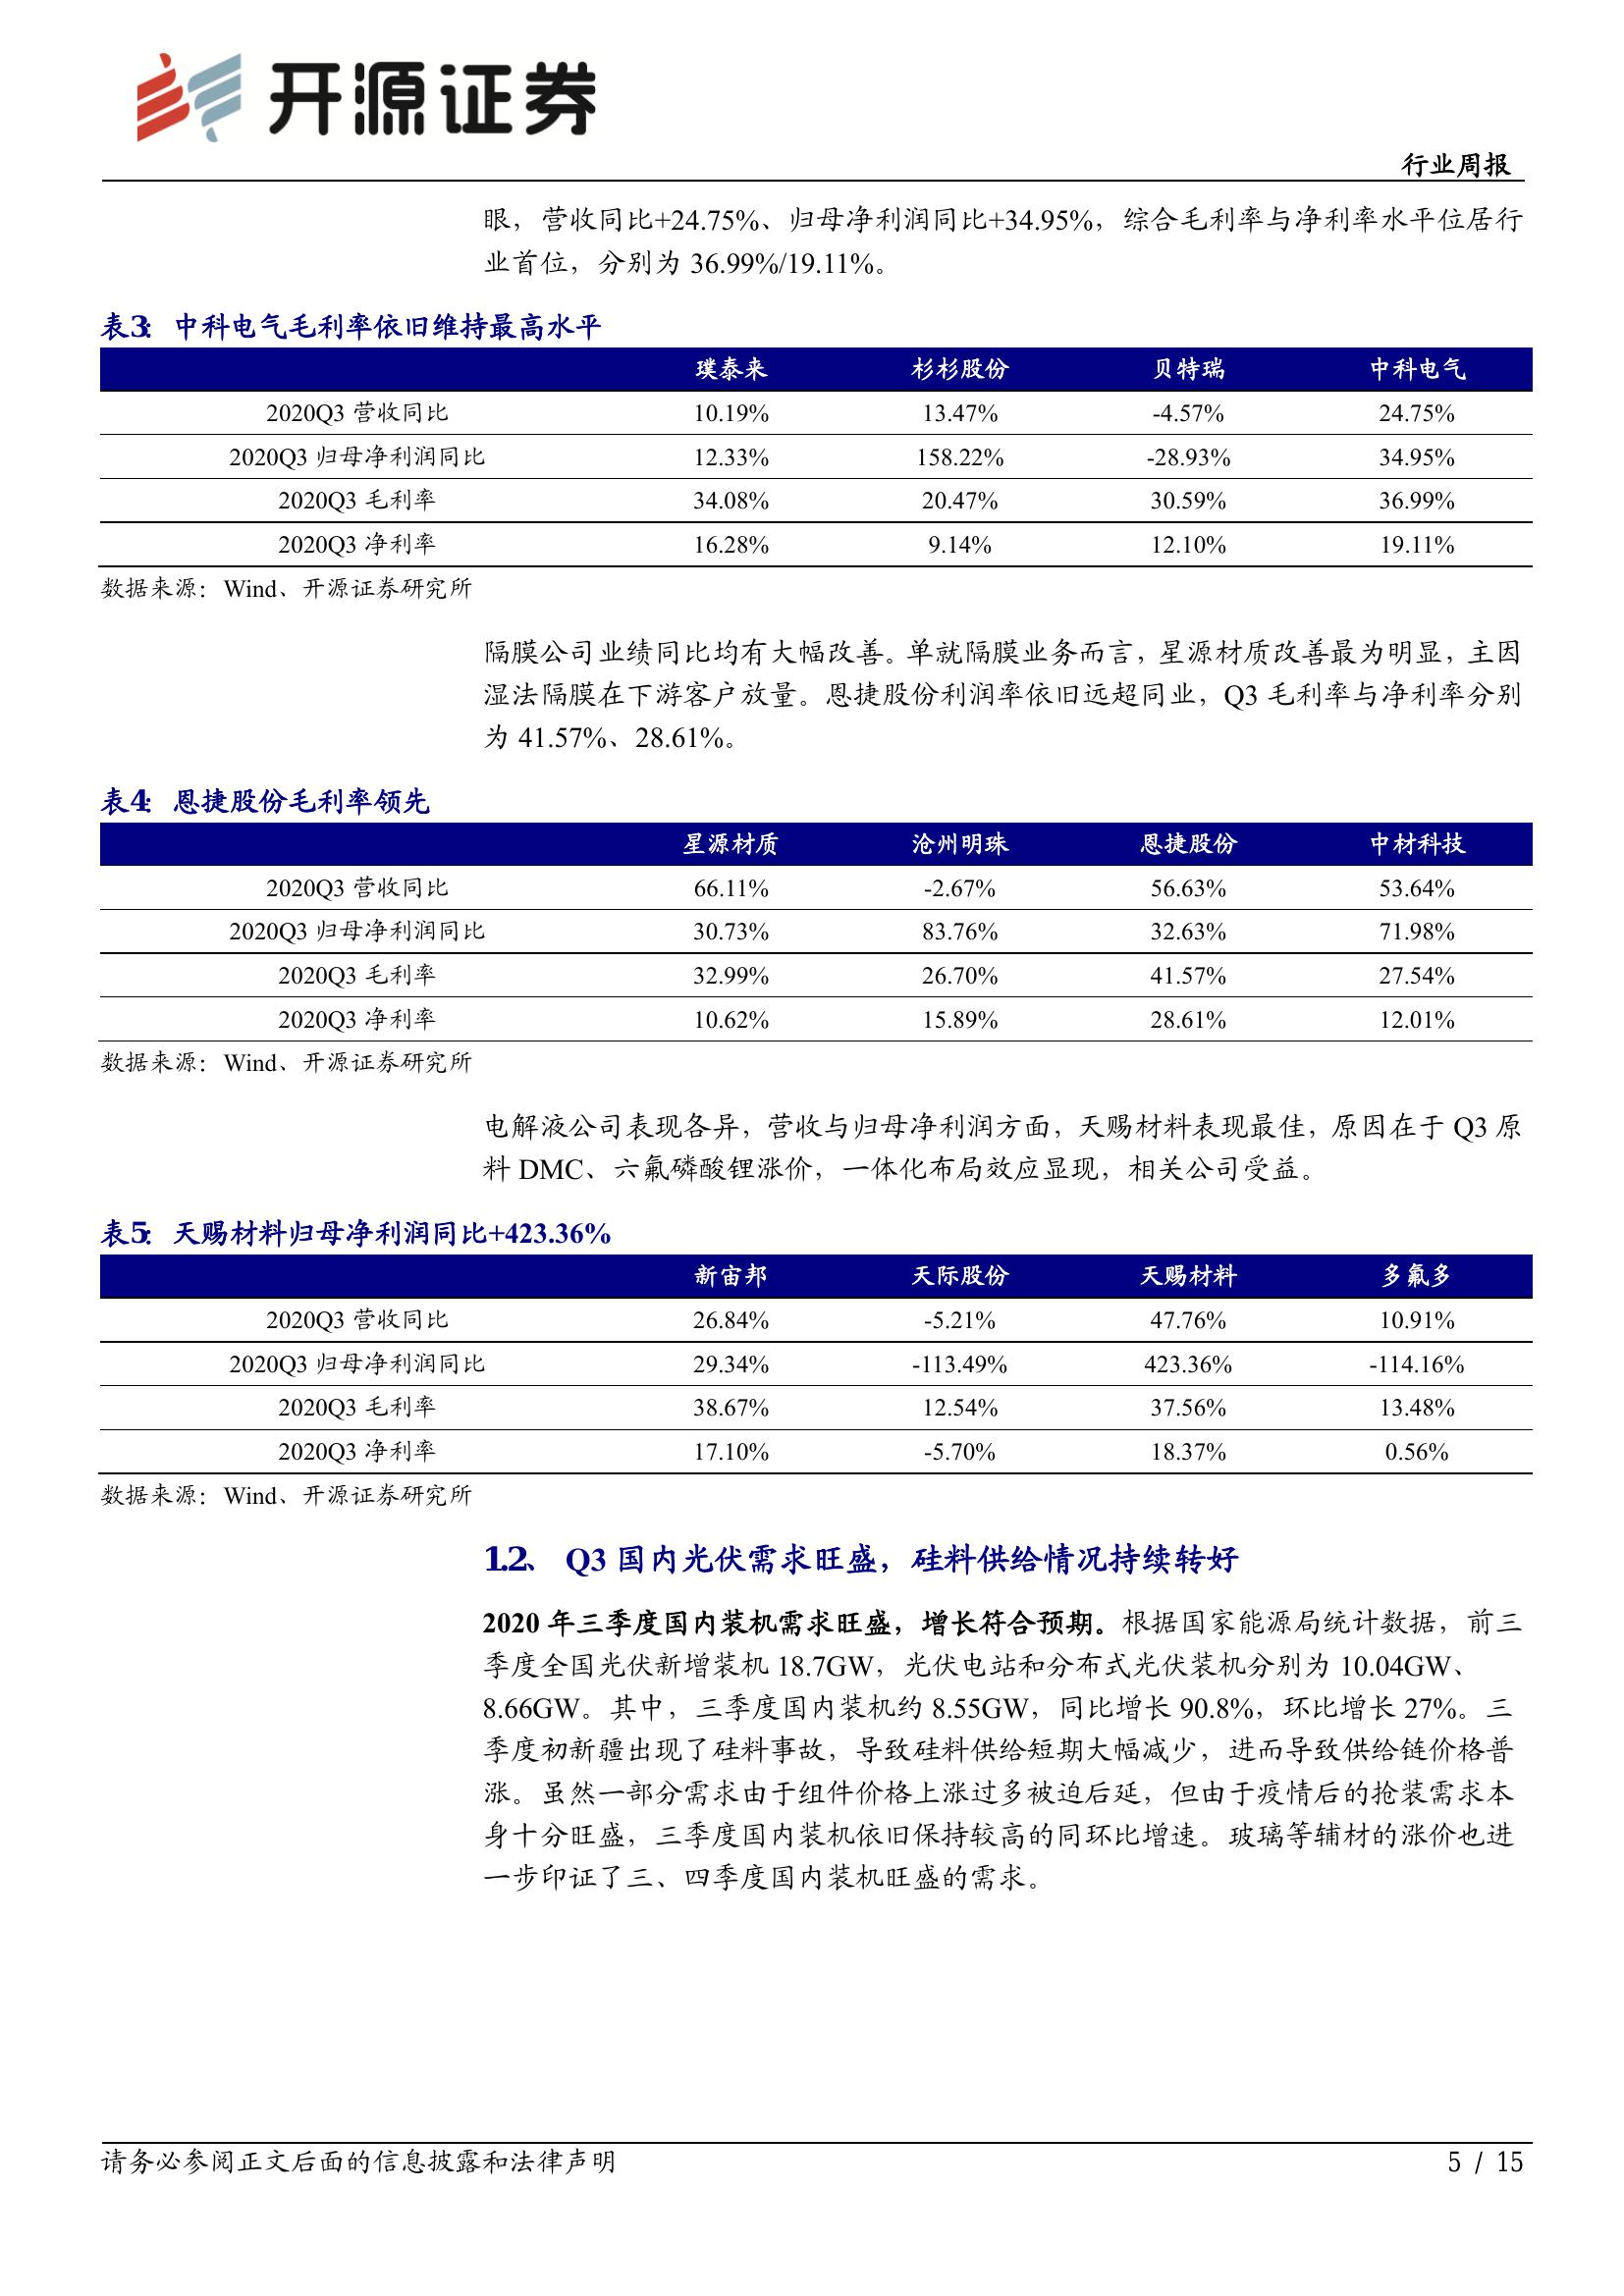 开源证券
行业周报
眼，营收同比+24.75%、归母净利润同比+34.95%，综合毛利率与净利率水平位居行
业首位，分别为 36.99%/19.11%。
表3： 中科电气毛利率依旧维持最高水平
璞泰来 杉杉股份 贝特瑞 中科电气
2020Q3 营收同比 10.19% 13.47% -4.57% 24.75%
2020Q3 归母净利润同比 12.33% 158.22% -28.93% 34.95%
2020Q3 毛利率 34.08% 20.47% 30.59% 36.99%
2020Q3 净利率 16.28% 9.14% 12.10% 19.11%
数据来源：Wind、开源证券研究所
隔膜公司业绩同比均有大幅改善。单就隔膜业务而言，星源材质改善最为明显，主因
湿法隔膜在下游客户放量。恩捷股份利润率依旧远超同业，Q3 毛利率与净利率分别
为 41.57%、28.61%。
表4： 恩捷股份毛利率领先
星源材质 沧州明珠 恩捷股份 中材科技
2020Q3 营收同比 66.11% -2.67% 56.63% 53.64%
2020Q3 归母净利润同比 30.73% 83.76% 32.63% 71.98%
2020Q3 毛利率 32.99% 26.70% 41.57% 27.54%
2020Q3 净利率 10.62% 15.89% 28.61% 12.01%
数据来源：Wind、开源证券研究所
电解液公司表现各异，营收与归母净利润方面，天赐材料表现最佳，原因在于 Q3 原
料 DMC、六氟磷酸锂涨价，一体化布局效应显现，相关公司受益。
表5： 天赐材料归母净利润同比+423.36%
新宙邦 天际股份 天赐材料 多氟多
2020Q3 营收同比 26.84% -5.21% 47.76% 10.91%
2020Q3 归母净利润同比 29.34% -113.49% 423.36% -114.16%
2020Q3 毛利率 38.67% 12.54% 37.56% 13.48%
2020Q3 净利率 17.10% -5.70% 18.37% 0.56%
数据来源：Wind、开源证券研究所
1.2、 Q3 国内光伏需求旺盛，硅料供给情况持续转好
2020 年三季度国内装机需求旺盛，增长符合预期。根据国家能源局统计数据，前三
季度全国光伏新增装机 18.7GW，光伏电站和分布式光伏装机分别为 10.04GW、
8.66GW。其中，三季度国内装机约 8.55GW，同比增长 90.8%，环比增长 27%。三
季度初新疆出现了硅料事故，导致硅料供给短期大幅减少，进而导致供给链价格普
涨。虽然一部分需求由于组件价格上涨过多被迫后延，但由于疫情后的抢装需求本
身十分旺盛，三季度国内装机依旧保持较高的同环比增速。玻璃等辅材的涨价也进
一步印证了三、四季度国内装机旺盛的需求。
请务必参阅正文后面的信息披露和法律声明 5 / 15